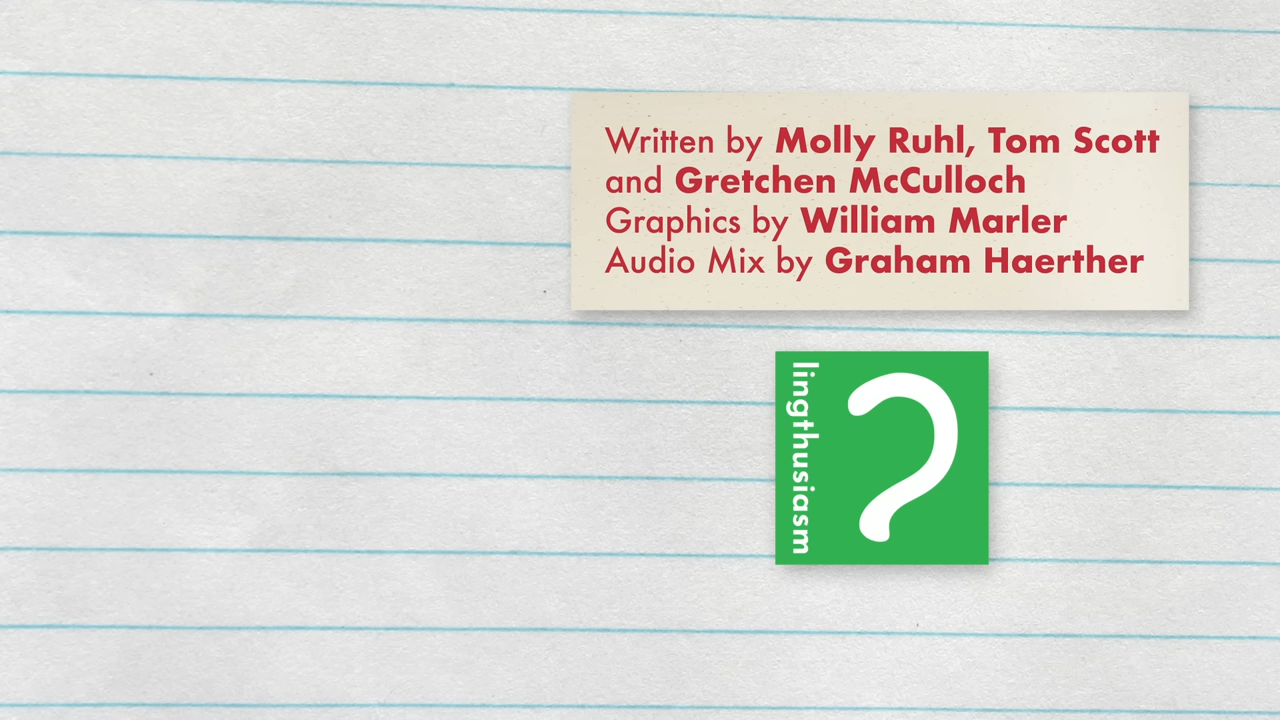 Written by Molly Ruhl, Tom Scott
and Gretchen McCulloch
Graphics by William Marler
Audio Mix by Graham Haerther
lingthusiasm